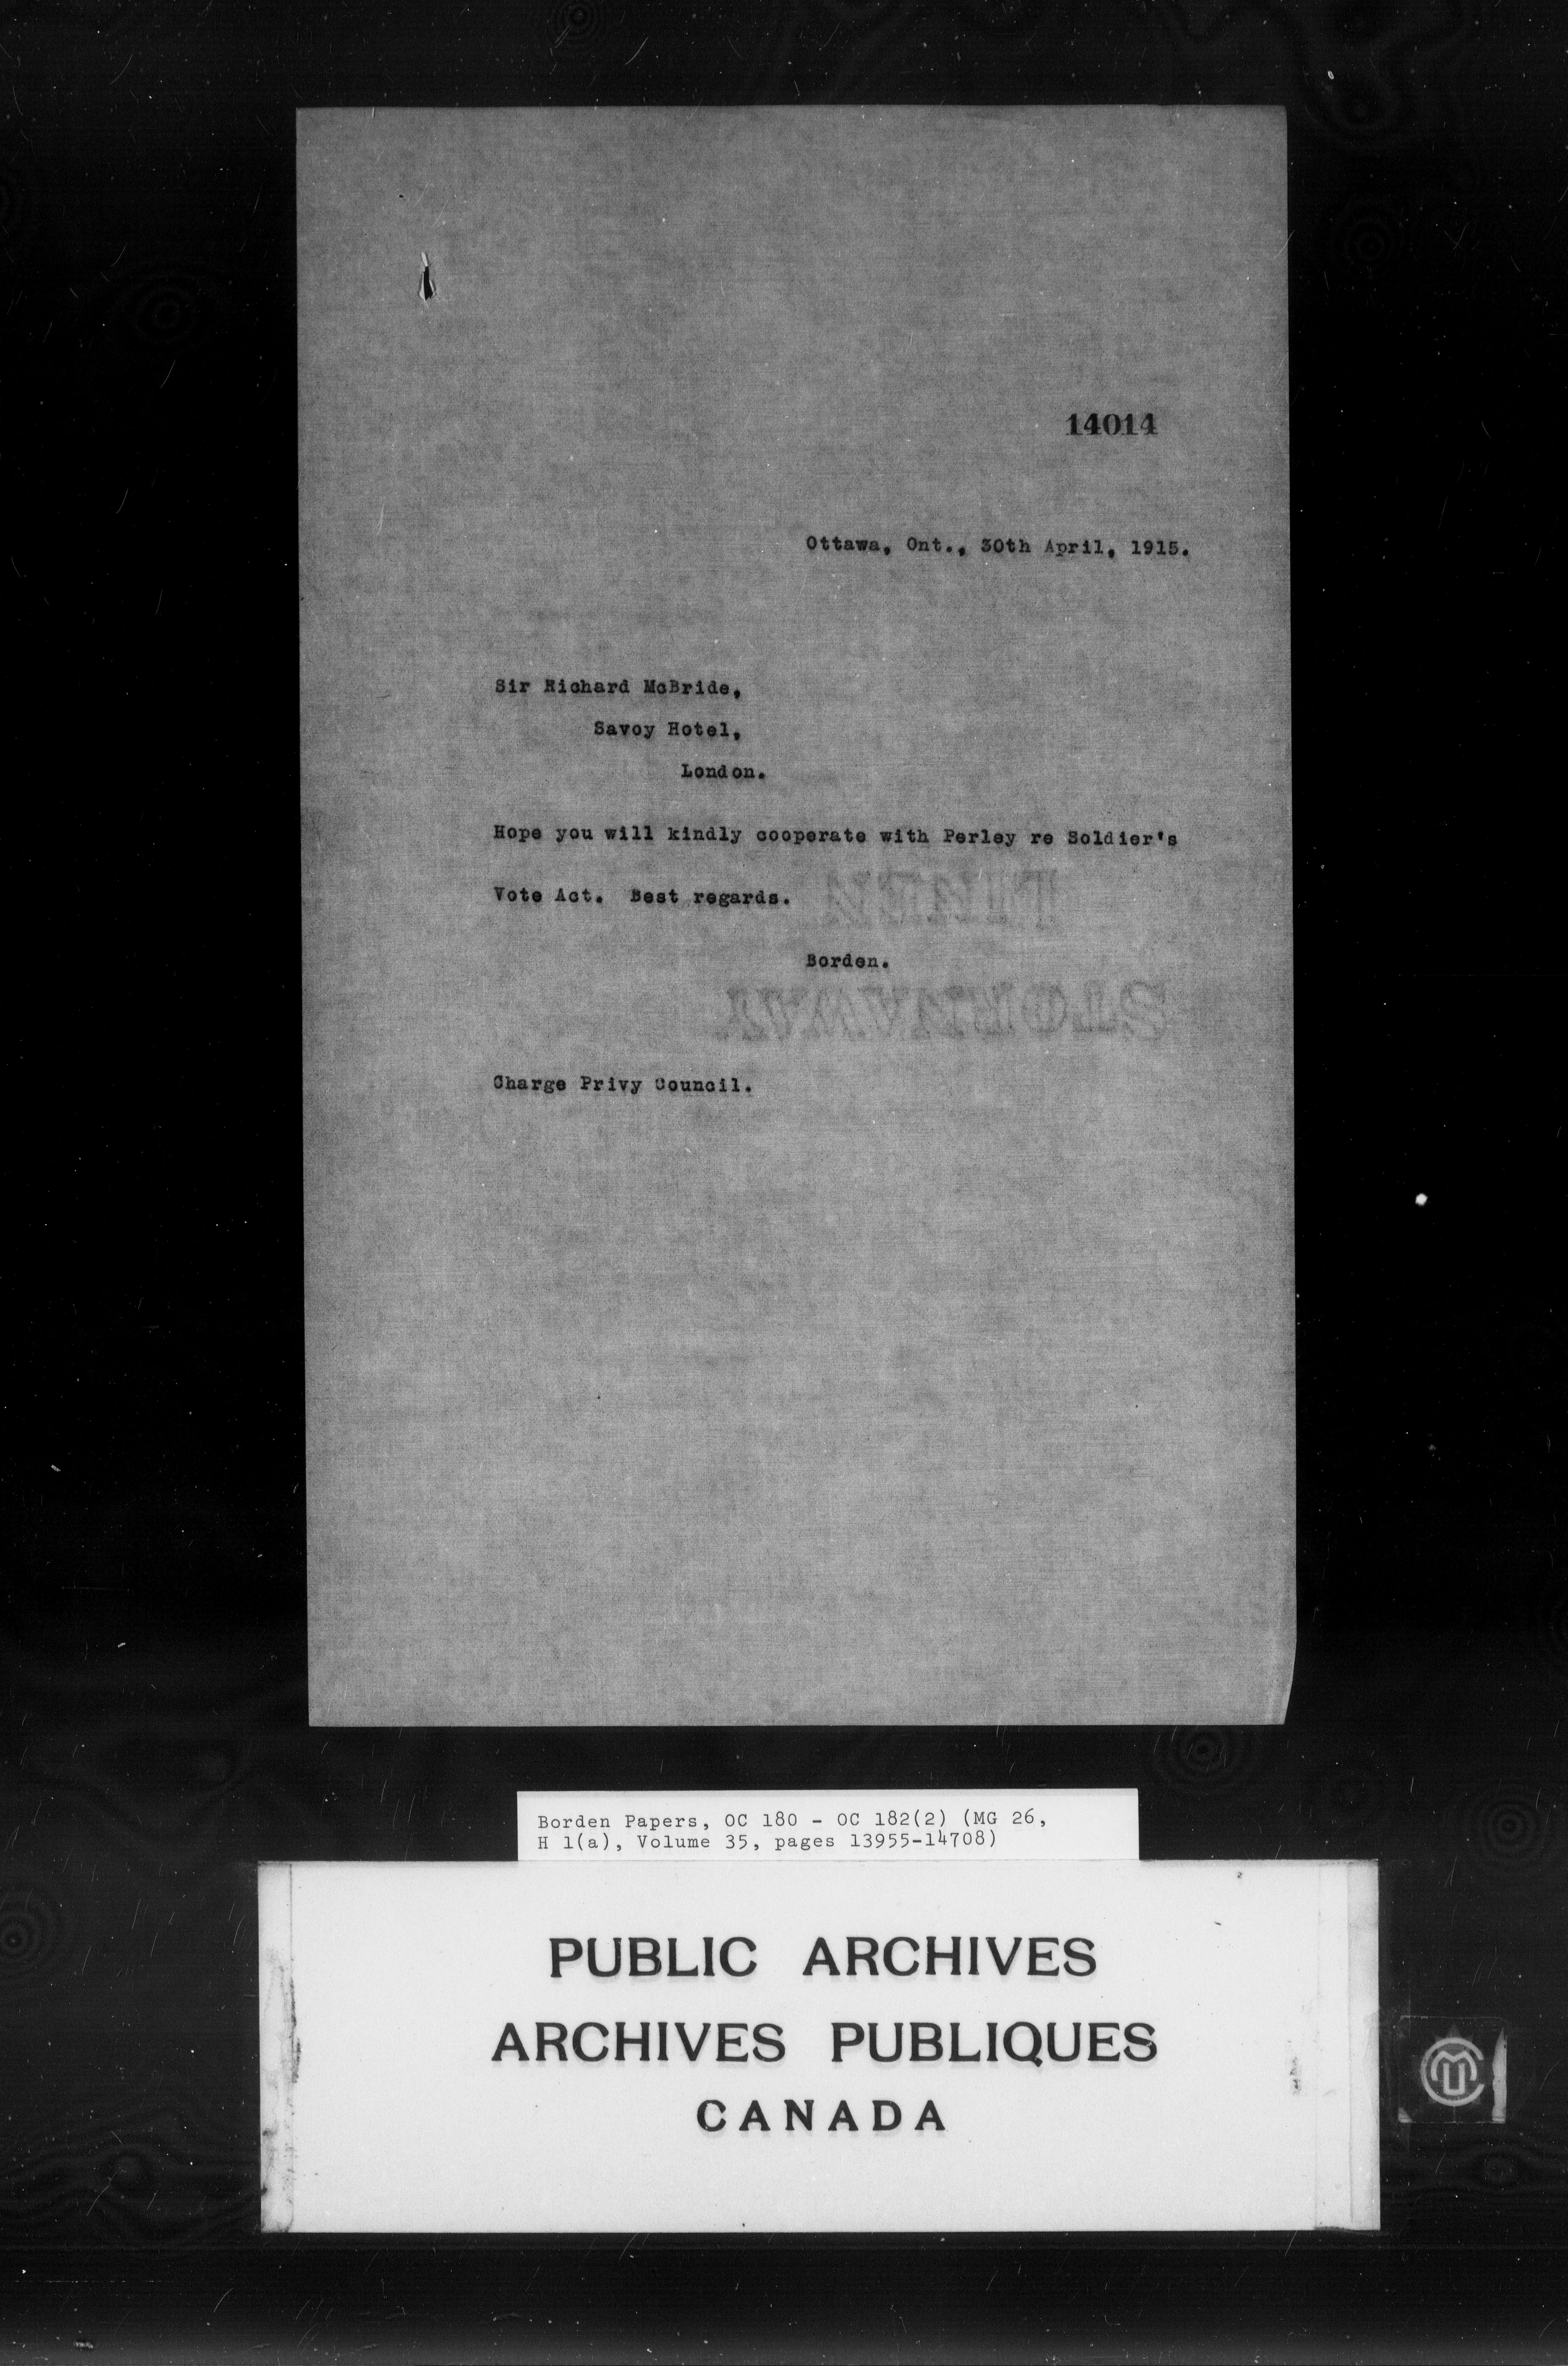 14014
Ottawa, Ont., 30th April, 1915.
Sir Richard McBride,
Savoy Hotel,
London.
Hope you will kindly cooperate with Perley re Soldier's
Vote Act. Best regards.
Borden.
Charge Privy Council.
Borden Papers, OC 180 - OC 182(2) (MG 26,
H 1(a), Volume 35, pages 13955-14708)
PUBLIC ARCHIVES
ARCHIVES PUBLIQUES
CANADA